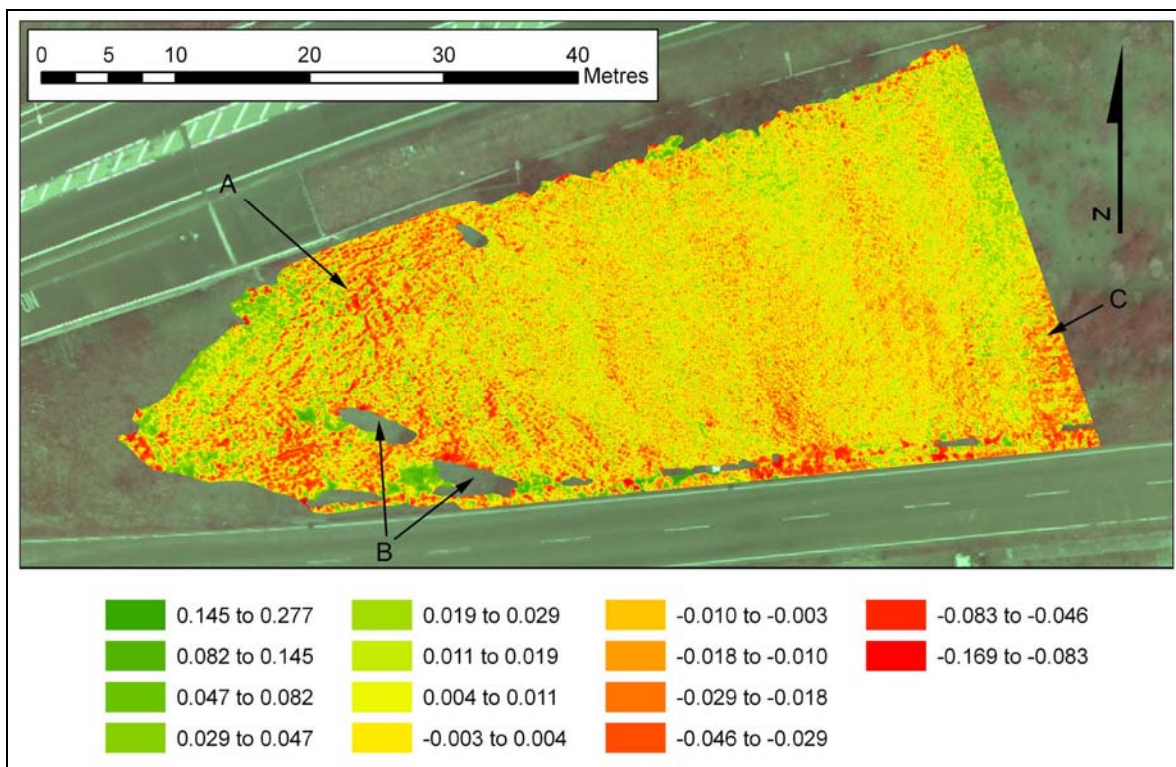 0 5 10 20 30 40
Metres
A
N
C
B
0.145 to 0.277
0.082 to 0.145
0.047 to 0.082
0.029 to 0.047
0.019 to 0.029
0.011 to 0.019
0.004 to 0.011
-0.003 to 0.004
-0.010 to -0.003
-0.018 to -0.010
-0.029 to -0.018
-0.046 to -0.029
-0.083 to -0.046
-0.169 to -0.083